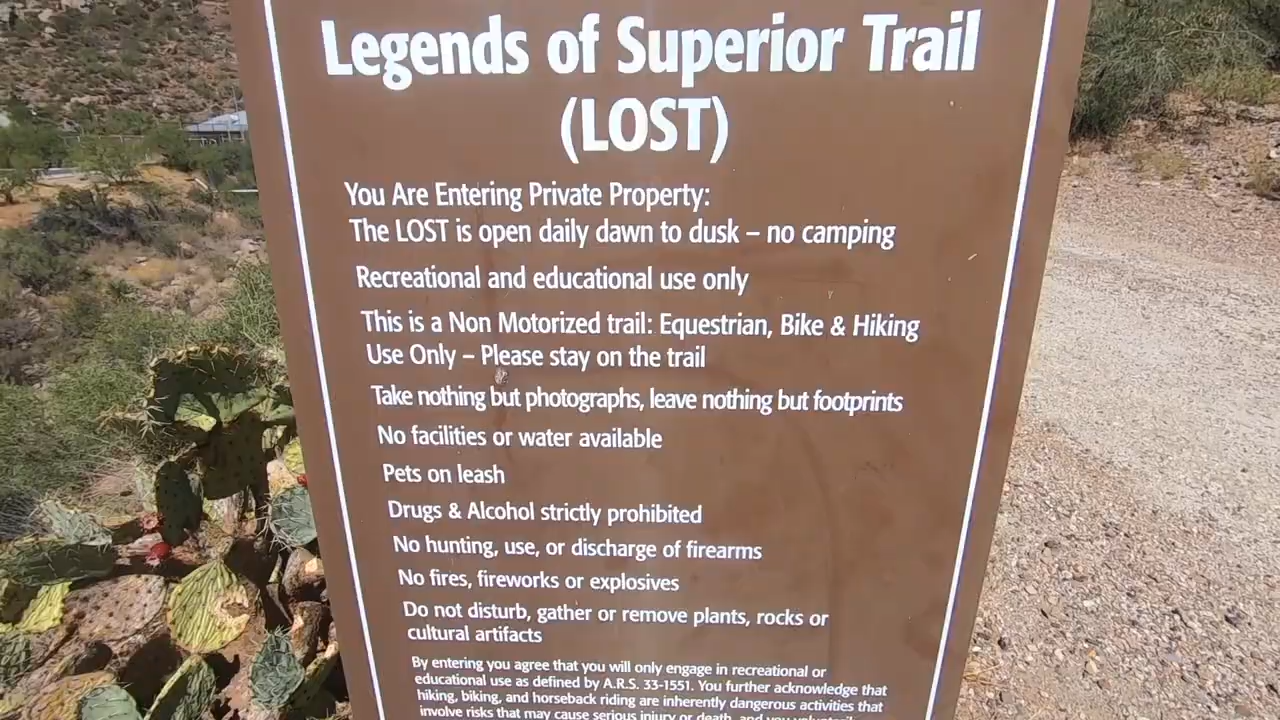 Legends of Superior Trail
(LOST)
You Are Entering Private Property:
The LOST is open daily dawn to dusk – no camping
Recreational and educational use only
This is a Non Motorized trail: Equestrian, Bike & Hiking
Use Only – Please stay on the trail
Take nothing but photographs, leave nothing but footprints
No facilities or water available
Pets on leash
Drugs & Alcohol strictly prohibited
No hunting, use, or discharge of firearms
No fires, fireworks or explosives
Do not disturb, gather or remove plants, rocks or
cultural artifacts
By entering you agree that you will only engage in recreational or
educational use as defined by A.R.S. 33-1551. You further acknowledge that
hiking, biking, and horseback riding are inherently dangerous activities that
involve risks that may cause serious injury or death, and you